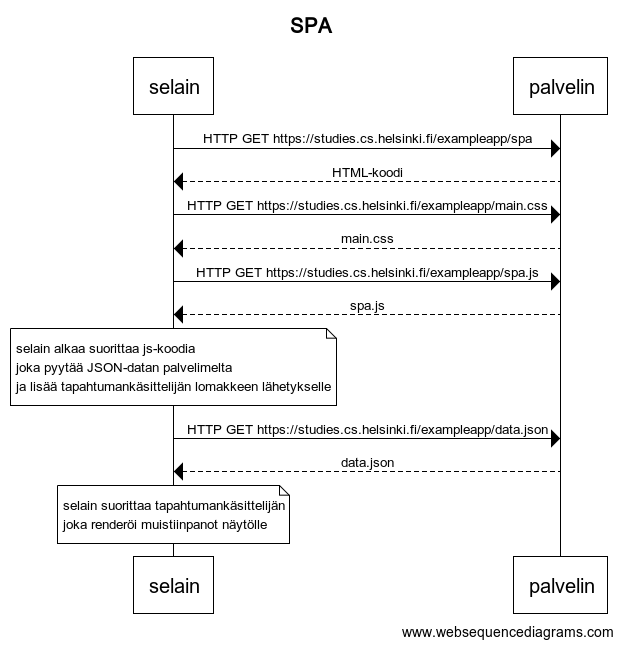 SPA
selain
palvelin
HTTP GET https://studies.cs.helsinki.fi/exampleapp/spa
HTML-koodi
HTTP GET https://studies.cs.helsinki.fi/exampleapp/main.css
main.css
HTTP GET https://studies.cs.helsinki.fi/exampleapp/spa.js
spa.js
selain alkaa suorittaa js-koodia
joka pyytää JSON-datan palvelimelta
ja lisää tapahtumankäsittelijän lomakkeen lähetykselle
HTTP GET https://studies.cs.helsinki.fi/exampleapp/data.json
data.json
selain suorittaa tapahtumankäsittelijän
joka renderöi muistiinpanot näytölle
selain
palvelin
www.websequencediagrams.com